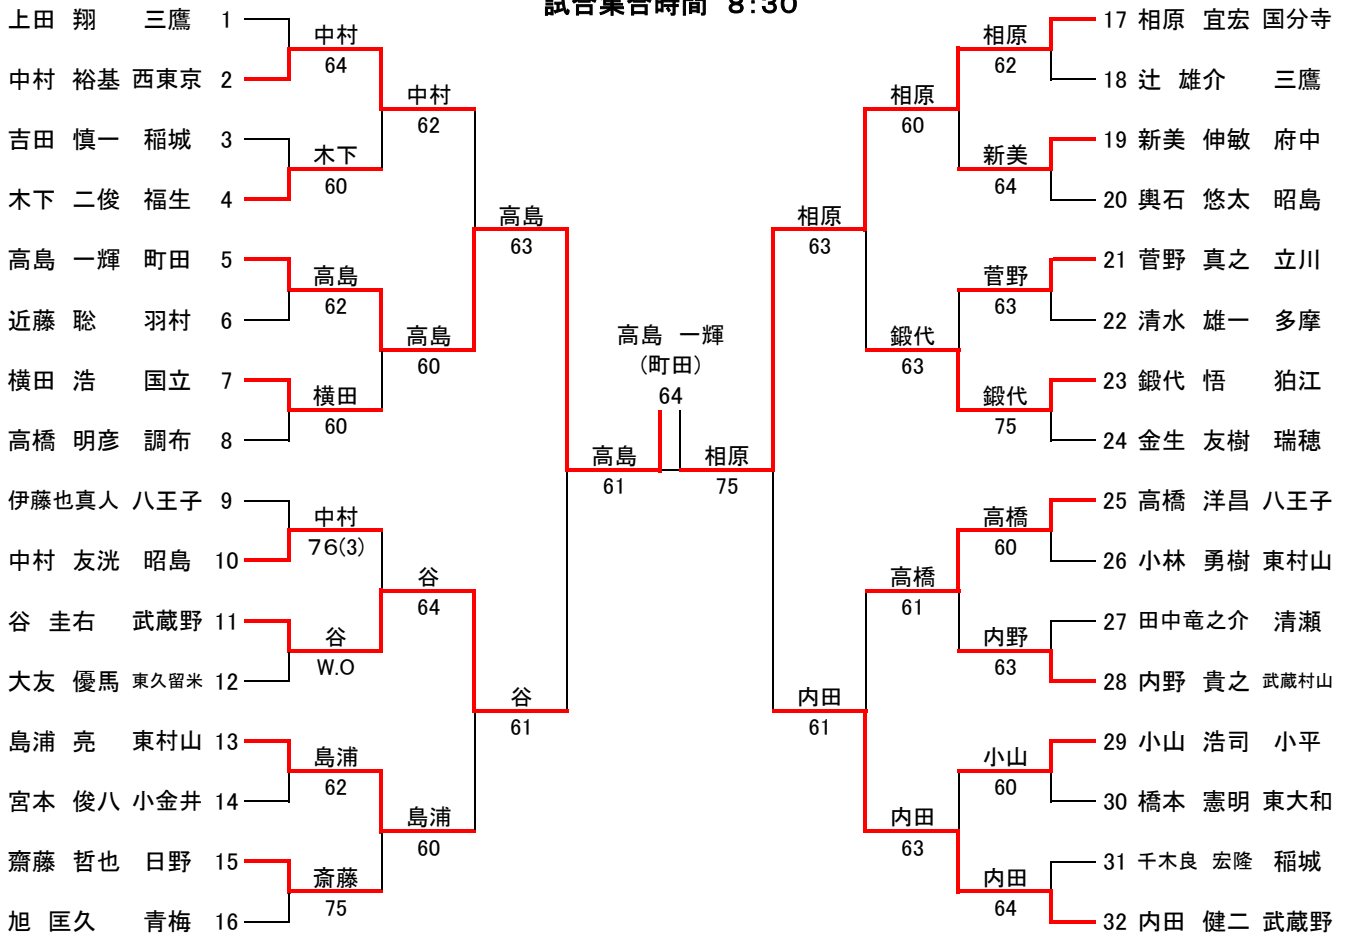 試合集合時間 8:30
上田 翔 三鷹 1
中村 裕基 西東京 2
吉田 慎一 稲城 3
木下 二俊 福生 4
高島 一輝 町田 5
近藤 聡 羽村 6
横田 浩 国立 7
高橋 明彦 調布 8
伊藤也真人 八王子 9
中村 友洸 昭島 10
谷 圭右 武蔵野 11
大友 優馬 東久留米 12
島浦 亮 東村山 13
宮本 俊八 小金井 14
齋藤 哲也 日野 15
旭 匡久 青梅 16
中村
64
木下
60
高島
62
横田
60
中村
76(3)
谷
W.O
島浦
62
斎藤
75
中村
62
高島
60
谷
64
島浦
60
高島
63
谷
61
高島
61
高島 一輝
(町田)
64
相原
75
相原
63
内田
61
相原
60
鍛代
63
高橋
61
内田
63
相原
62
新美
64
菅野
63
鍛代
75
高橋
60
内野
63
小山
60
内田
64
17 相原 宜宏 国分寺
18 辻 雄介 三鷹
19 新美 伸敏 府中
20 輿石 悠太 昭島
21 菅野 真之 立川
22 清水 雄一 多摩
23 鍛代 悟 狛江
24 金生 友樹 瑞穂
25 高橋 洋昌 八王子
26 小林 勇樹 東村山
27 田中竜之介 清瀬
28 内野 貴之 武蔵村山
29 小山 浩司 小平
30 橋本 憲明 東大和
31 千木良 宏隆 稲城
32 内田 健二 武蔵野